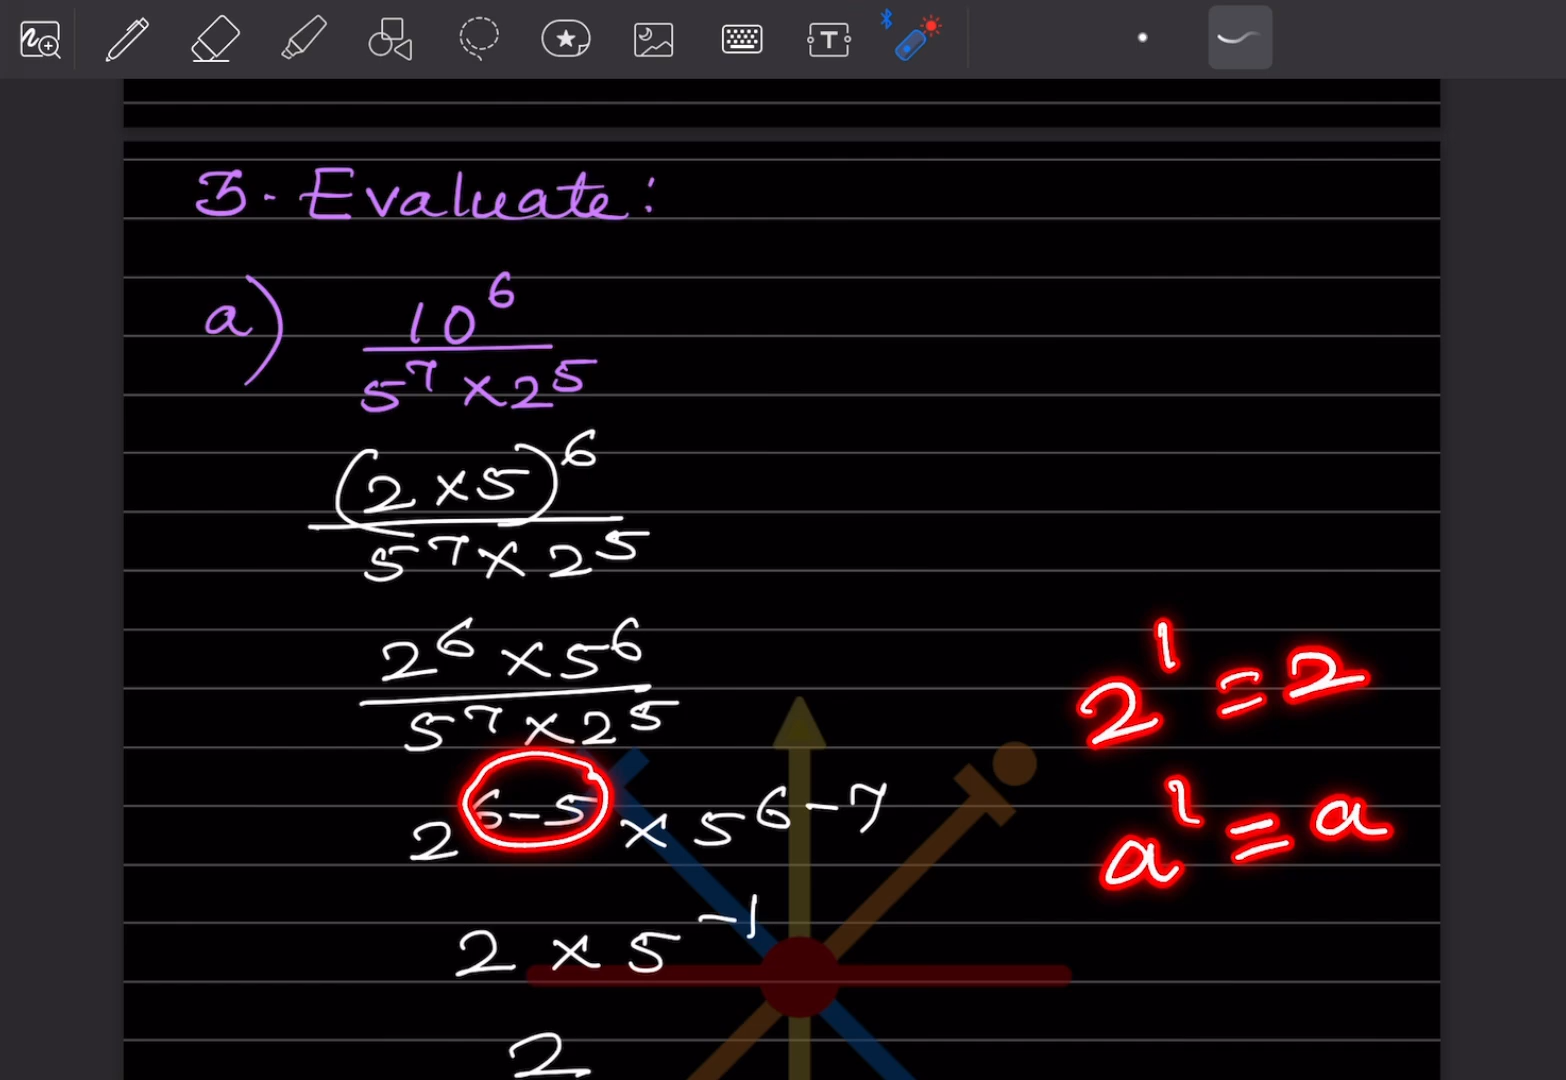 3. Evaluate:
a) 10^6
5^7 × 2^5
(2 × 5)^6
5^7 × 2^5
2^6 × 5^6
5^7 × 2^5
2^1 = 2
2^6-5 × 5^6-7
a^1 = a
2 × 5^-1
2